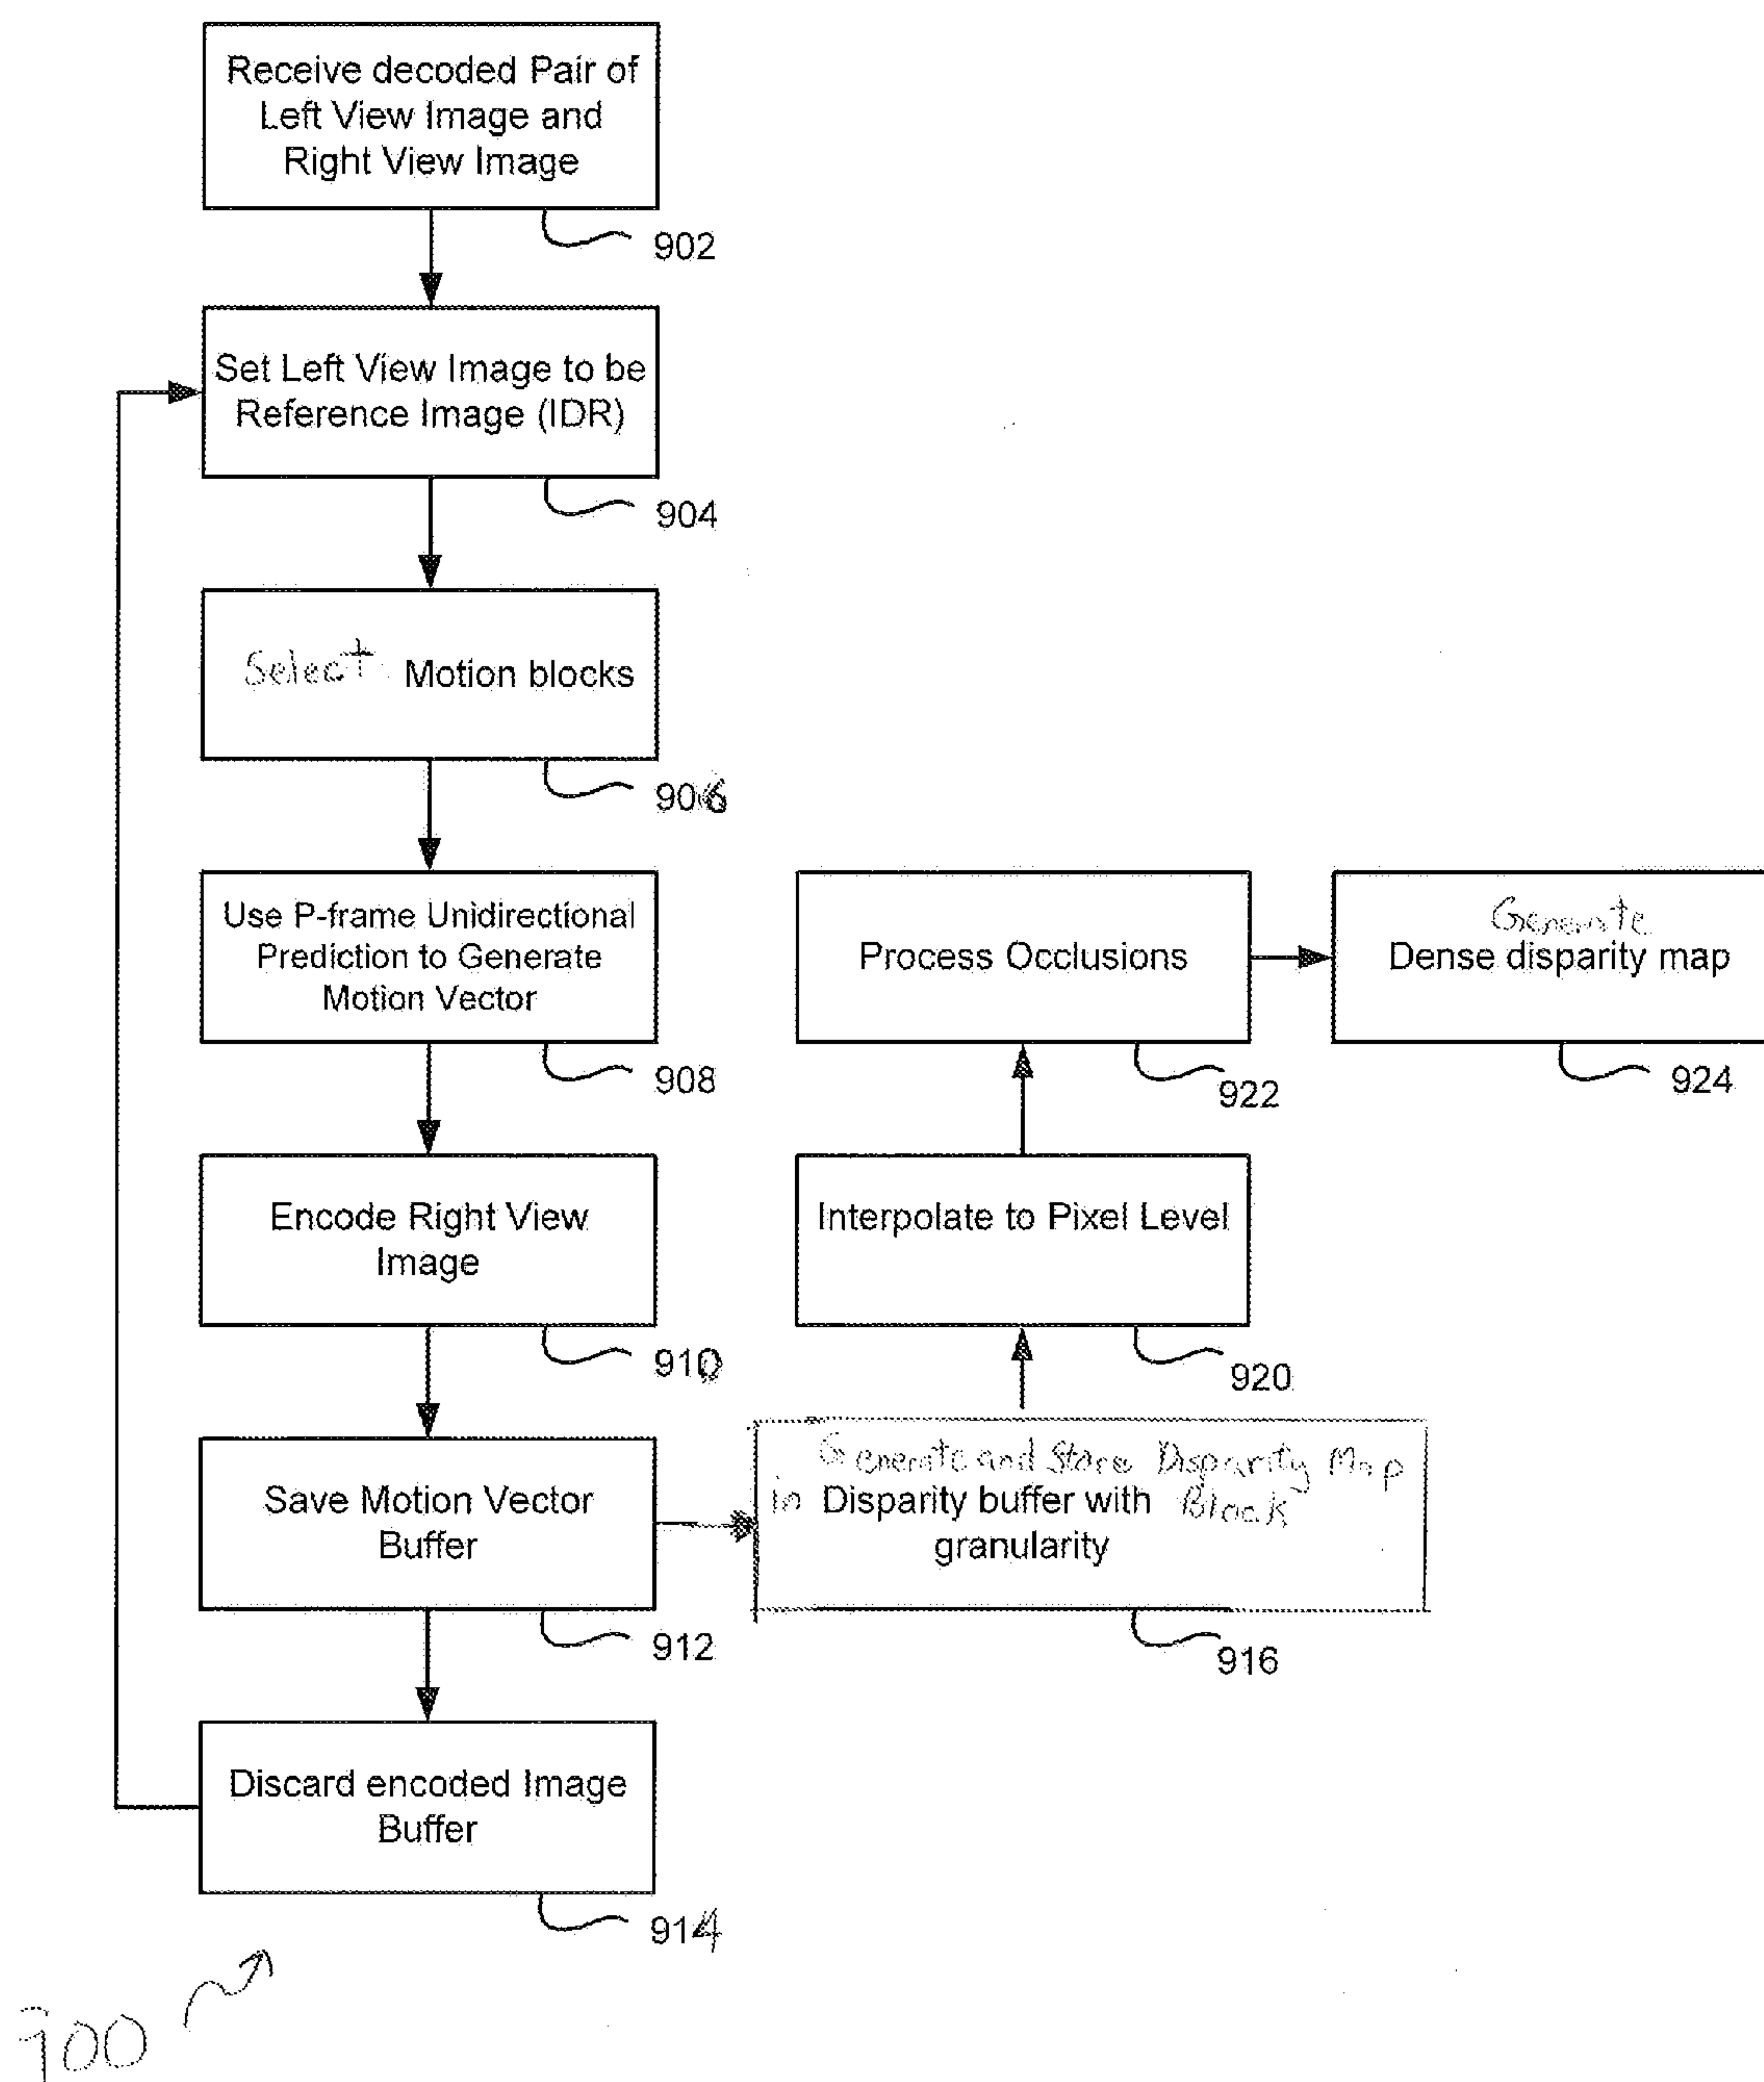 Receive decoded Pair of
Left View Image and
Right View Image
902
Set Left View Image to be
Reference Image (IDR)
904
Select Motion blocks
906
Use P-frame Unidirectional
Prediction to Generate
Motion Vector
908
Encode Right View
Image
910
Save Motion Vector
Buffer
912
Discard encoded Image
Buffer
914
Generate and Store Disparity Map
in Disparity buffer with Block
granularity
916
Interpolate to Pixel Level
920
Process Occlusions
922
Generate
Dense disparity map
924
900